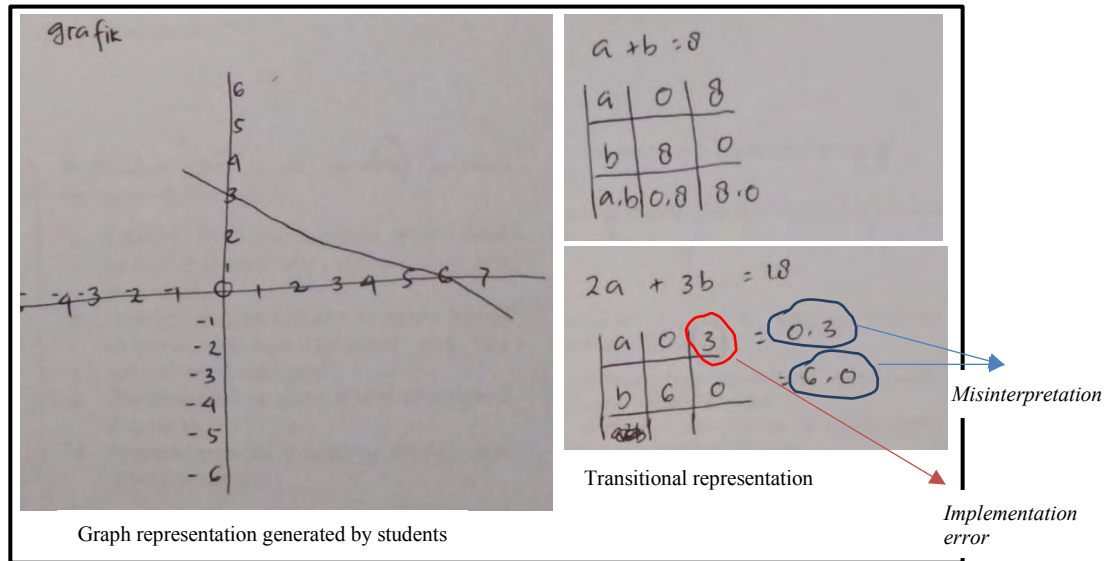 grafik
6
5
4
3
2
1
-4 -3 -2 -1 0 1 2 3 4 5 6 7
-1
-2
-3
-4
-5
-6
Graph representation generated by students
a + b = 8
a | 0 | 8
b | 8 | 0
a.b | 0.8 | 8.0
2a + 3b = 18
a | 0 | 3 = 0.3
b | 6 | 0 = 6.0
Transitional representation
Misinterpretation
Implementation
error